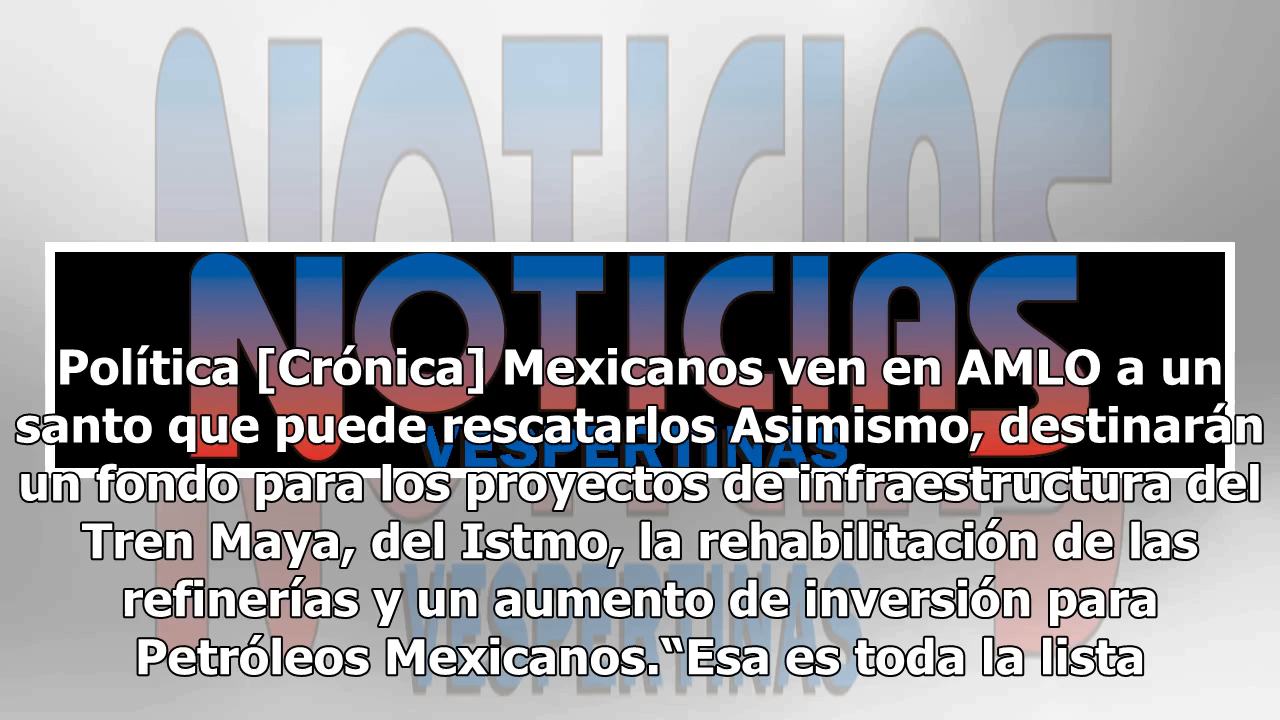 NOTICIAS
NOTICIAS
VESPERTINAS
Política [Crónica] Mexicanos ven en AMLO a un
santo que puede rescatarlos Asimismo, destinarán
un fondo para los proyectos de infraestructura del
Tren Maya, del Istmo, la rehabilitación de las
refinerías y un aumento de inversión para
Petróleos Mexicanos.“Esa es toda la lista
VESPERTINAS